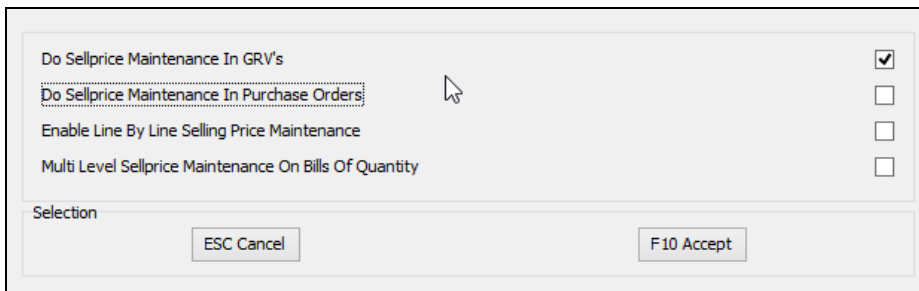 Do Sellprice Maintenance In GRV's
Do Sellprice Maintenance In Purchase Orders
Enable Line By Line Selling Price Maintenance
Multi Level Sellprice Maintenance On Bills Of Quantity
Selection
ESC Cancel
F10 Accept